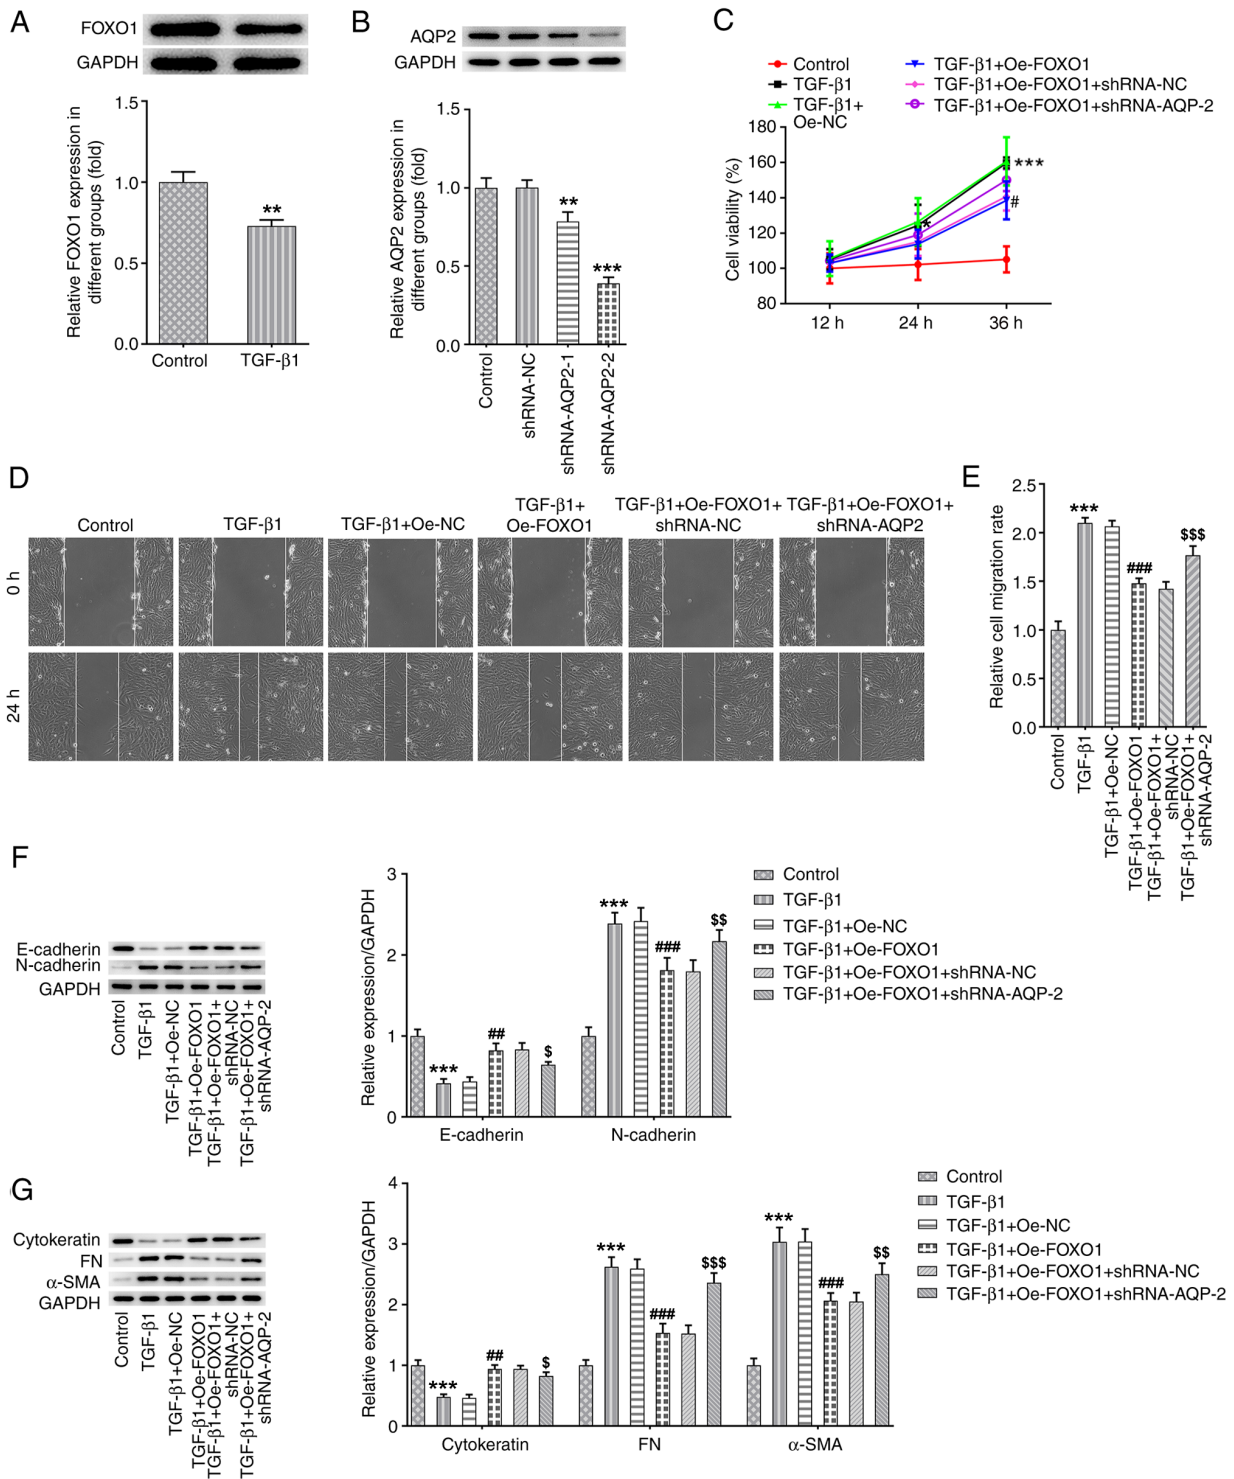 A
FOXO1
GAPDH
Relative FOXO1 expression in
different groups (fold)
1.5
1.0
0.5
0.0
**
Control
TGF-β1
B
AQP2
GAPDH
Relative AQP2 expression in
different groups (fold)
1.5
1.0
0.5
0.0
**
***
Control
shRNA-NC
shRNA-AQP2-1
shRNA-AQP2-2
C
Control
TGF-β1
TGF-β1+
Oe-NC
TGF-β1+Oe-FOXO1
TGF-β1+Oe-FOXO1+shRNA-NC
TGF-β1+Oe-FOXO1+shRNA-AQP-2
Cell viability (%)
180
160
140
120
100
80
*
***
#
12 h
24 h
36 h
D
Control
TGF-β1
TGF-β1+Oe-NC
TGF-β1+
Oe-FOXO1
TGF-β1+Oe-FOXO1+
shRNA-NC
TGF-β1+Oe-FOXO1+
shRNA-AQP2
0 h
24 h
E
Relative cell migration rate
2.5
2.0
1.5
1.0
0.5
0.0
***
###
$$$
Control
TGF-β1
TGF-β1+Oe-NC
TGF-β1+Oe-FOXO1
TGF-β1+Oe-FOXO1+
shRNA-NC
TGF-β1+Oe-FOXO1+
shRNA-AQP-2
F
E-cadherin
N-cadherin
GAPDH
Control
TGF-β1
TGF-β1+Oe-NC
TGF-β1+Oe-FOXO1
TGF-β1+Oe-FOXO1+
shRNA-NC
TGF-β1+Oe-FOXO1+
shRNA-AQP-2
Relative expression/GAPDH
3
2
1
0
***
##
$
***
###
$$
E-cadherin
N-cadherin
Control
TGF-β1
TGF-β1+Oe-NC
TGF-β1+Oe-FOXO1
TGF-β1+Oe-FOXO1+shRNA-NC
TGF-β1+Oe-FOXO1+shRNA-AQP-2
G
Cytokeratin
FN
α-SMA
GAPDH
Control
TGF-β1
TGF-β1+Oe-NC
TGF-β1+Oe-FOXO1
TGF-β1+Oe-FOXO1+
shRNA-NC
TGF-β1+Oe-FOXO1+
shRNA-AQP-2
Relative expression/GAPDH
4
3
2
1
0
***
##
$
***
###
$$$
***
###
$$
Cytokeratin
FN
α-SMA
Control
TGF-β1
TGF-β1+Oe-NC
TGF-β1+Oe-FOXO1
TGF-β1+Oe-FOXO1+shRNA-NC
TGF-β1+Oe-FOXO1+shRNA-AQP-2